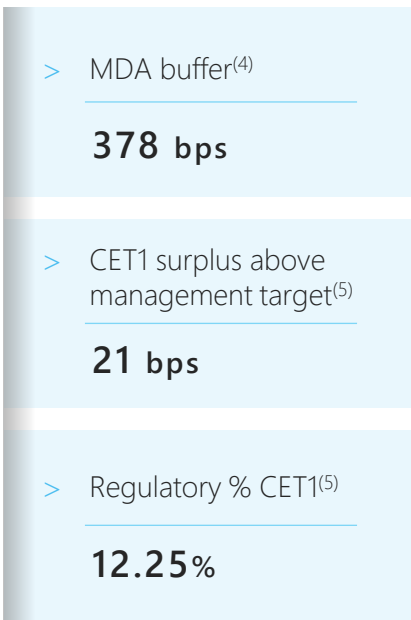 > MDA buffer(4)
378 bps
> CET1 surplus above
management target(5)
21 bps
> Regulatory % CET1(5)
12.25%